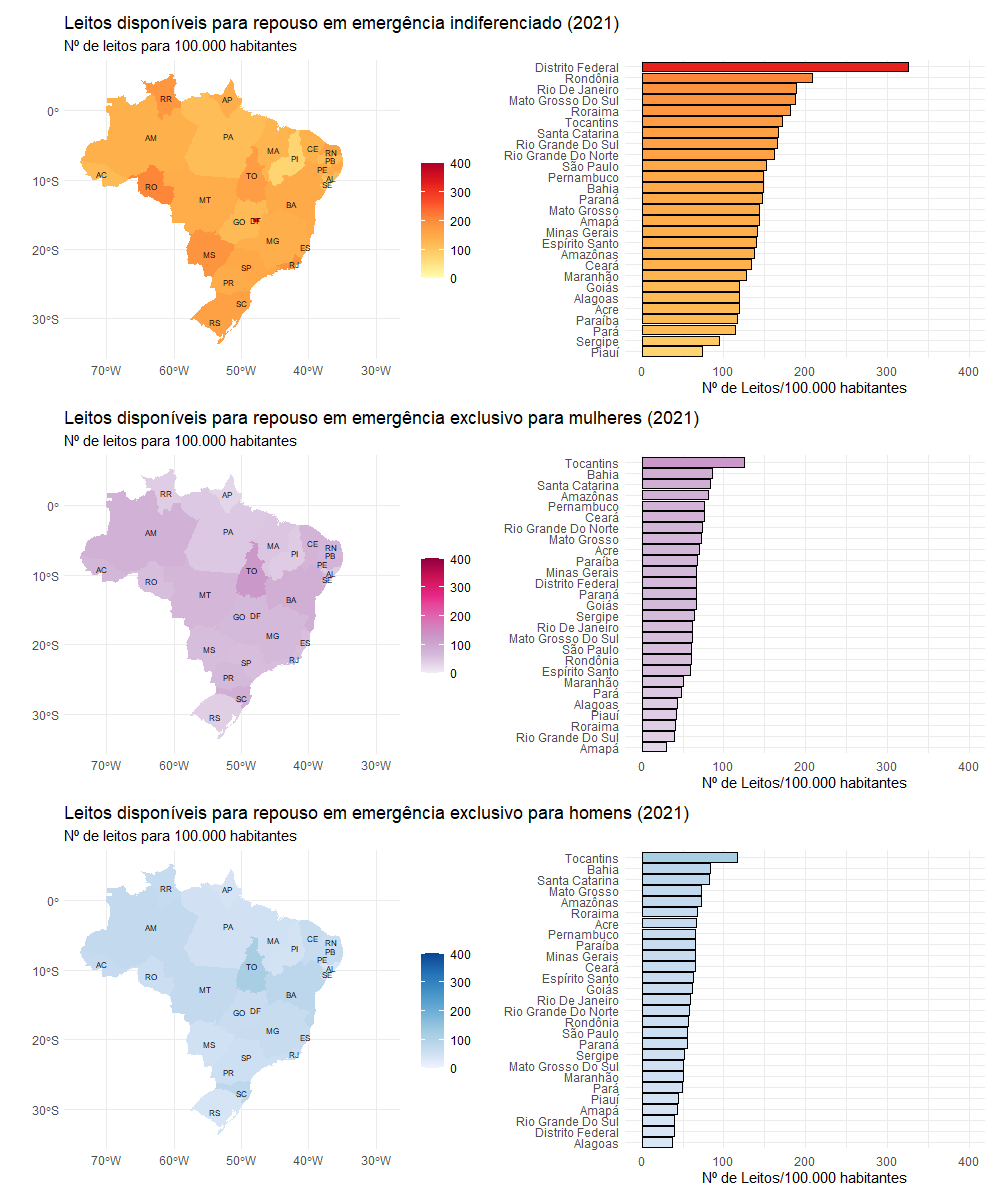 Leitos disponíveis para repouso em emergência indiferenciado (2021)
Nº de leitos para 100.000 habitantes
0°
10°S
20°S
30°S
70°W
60°W
50°W
40°W
30°W
RR
AP
AM
PA
MA
CE
RN
PB
PI
PE
AL
SE
AC
RO
TO
MT
BA
GO
DF
MG
ES
MS
SP
RJ
PR
SC
RS
400
300
200
100
0
Distrito Federal
Rondônia
Rio De Janeiro
Mato Grosso Do Sul
Roraima
Tocantins
Santa Catarina
Rio Grande Do Sul
Rio Grande Do Norte
São Paulo
Pernambuco
Bahia
Paraná
Mato Grosso
Amapá
Minas Gerais
Espírito Santo
Amazônas
Ceará
Maranhão
Goiás
Alagoas
Acre
Paraíba
Pará
Sergipe
Piauí
0
100
200
300
400
Nº de Leitos/100.000 habitantes
Leitos disponíveis para repouso em emergência exclusivo para mulheres (2021)
Nº de leitos para 100.000 habitantes
0°
10°S
20°S
30°S
70°W
60°W
50°W
40°W
30°W
RR
AP
AM
PA
MA
CE
RN
PB
PI
PE
AL
SE
AC
RO
TO
MT
BA
GO
DF
MG
ES
MS
SP
RJ
PR
SC
RS
400
300
200
100
0
Tocantins
Bahia
Santa Catarina
Amazônas
Pernambuco
Ceará
Rio Grande Do Norte
Mato Grosso
Acre
Paraíba
Minas Gerais
Distrito Federal
Paraná
Goiás
Sergipe
Rio De Janeiro
Mato Grosso Do Sul
São Paulo
Rondônia
Espírito Santo
Maranhão
Pará
Alagoas
Piauí
Roraima
Rio Grande Do Sul
Amapá
0
100
200
300
400
Nº de Leitos/100.000 habitantes
Leitos disponíveis para repouso em emergência exclusivo para homens (2021)
Nº de leitos para 100.000 habitantes
0°
10°S
20°S
30°S
70°W
60°W
50°W
40°W
30°W
RR
AP
AM
PA
MA
CE
RN
PB
PI
PE
AL
SE
AC
RO
TO
MT
BA
GO
DF
MG
ES
MS
SP
RJ
PR
SC
RS
400
300
200
100
0
Tocantins
Bahia
Santa Catarina
Mato Grosso
Amazônas
Roraima
Acre
Pernambuco
Paraíba
Minas Gerais
Ceará
Espírito Santo
Goiás
Rio De Janeiro
Rio Grande Do Norte
Rondônia
São Paulo
Paraná
Sergipe
Mato Grosso Do Sul
Maranhão
Pará
Piauí
Amapá
Rio Grande Do Sul
Distrito Federal
Alagoas
0
100
200
300
400
Nº de Leitos/100.000 habitantes